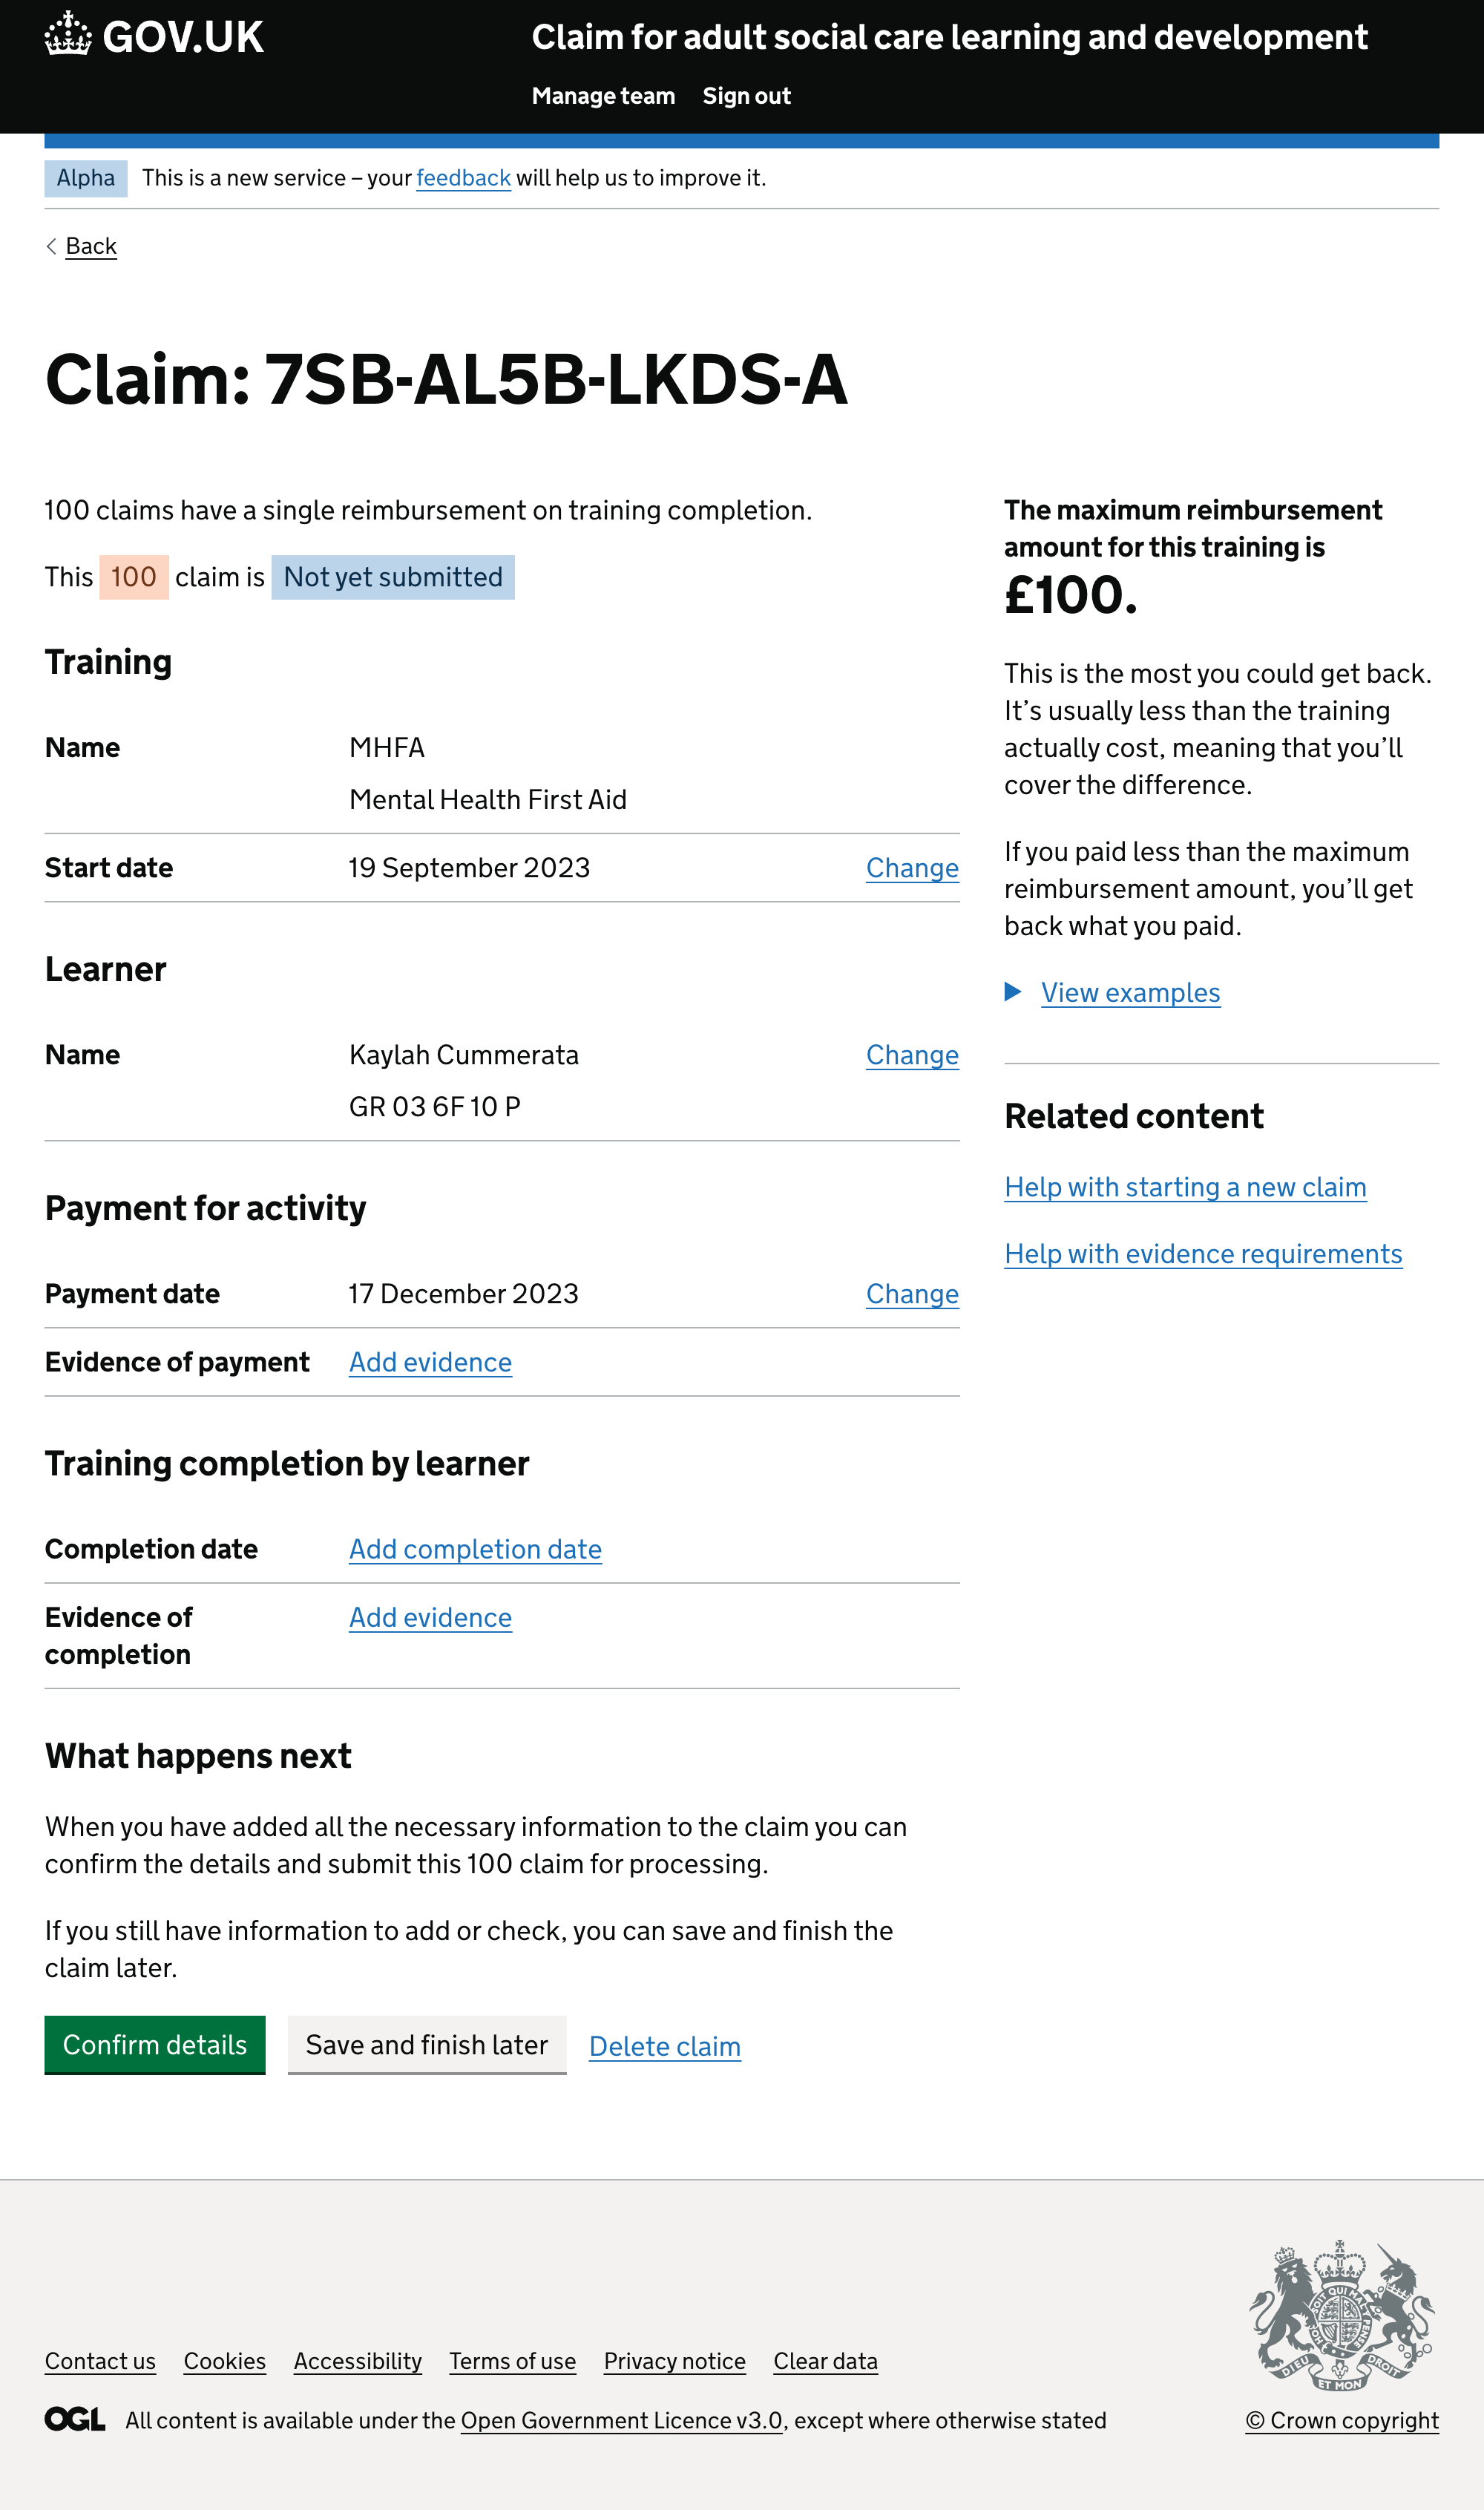 GOV.UK
Claim for adult social care learning and development
Manage team Sign out
Alpha This is a new service – your feedback will help us to improve it.
Back
Claim: 7SB-AL5B-LKDS-A
100 claims have a single reimbursement on training completion.
This 100 claim is Not yet submitted
Training
Name MHFA
Mental Health First Aid
Start date 19 September 2023 Change
Learner
Name Kaylah Cummerata Change
GR 03 6F 10 P
Payment for activity
Payment date 17 December 2023 Change
Evidence of payment Add evidence
Training completion by learner
Completion date Add completion date
Evidence of Add evidence
completion
What happens next
When you have added all the necessary information to the claim you can
confirm the details and submit this 100 claim for processing.
If you still have information to add or check, you can save and finish the
claim later.
Confirm details Save and finish later Delete claim
The maximum reimbursement
amount for this training is
£100.
This is the most you could get back.
It’s usually less than the training
actually cost, meaning that you’ll
cover the difference.
If you paid less than the maximum
reimbursement amount, you’ll get
back what you paid.
View examples
Related content
Help with starting a new claim
Help with evidence requirements
Contact us Cookies Accessibility Terms of use Privacy notice Clear data
OGL All content is available under the Open Government Licence v3.0, except where otherwise stated
DIEU ET MON DROIT
© Crown copyright